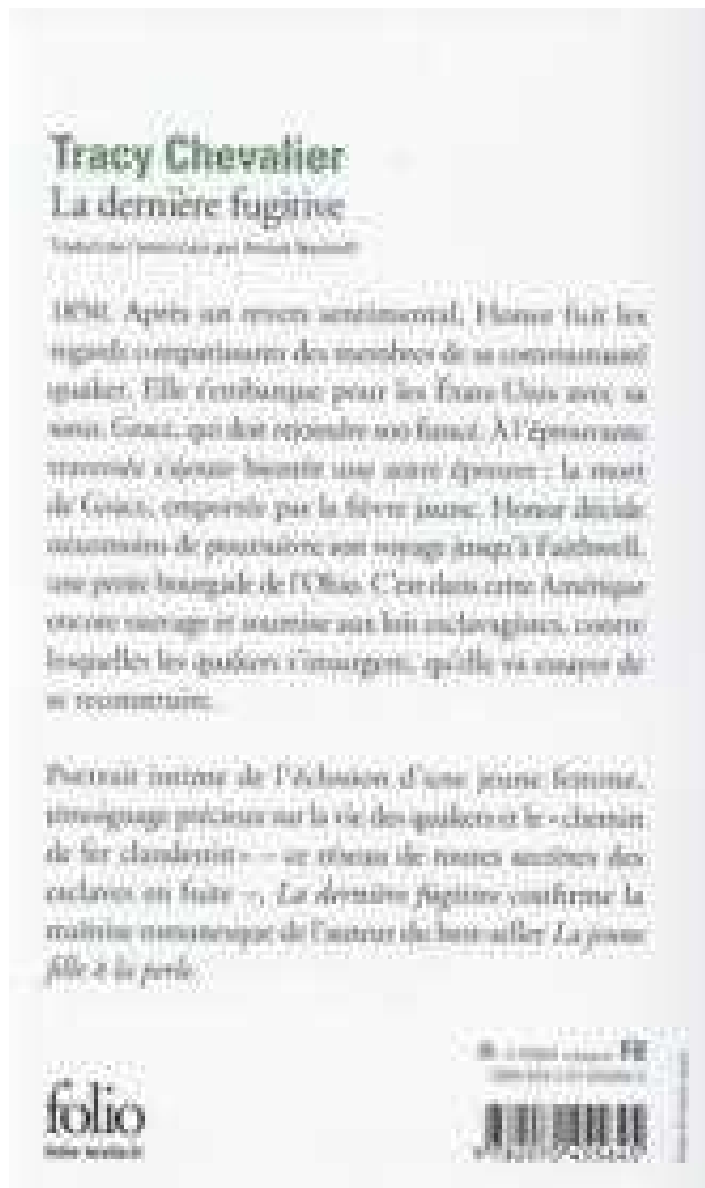 Tracy Chevalier
La dernière fugitive
Traduit de l'américain par Anouk Neuhoff
1850. Après un revers sentimental, Honor fuit les
regards compatissants des membres de sa communauté
quaker. Elle s'embarque pour les États-Unis avec sa
sœur, Grace, qui doit rejoindre son fiancé. À l'éprouvante
traversée s'ajoute bientôt une autre épreuve : la mort
de Grace, emportée par la fièvre jaune. Honor décide
néanmoins de poursuivre son voyage jusqu'à Faithwell,
une petite bourgade de l'Ohio. C'est dans cette Amérique
encore sauvage et soumise aux lois esclavagistes, contre
lesquelles les quakers s'insurgent, qu'elle va essayer de
se reconstruire.
Portrait intime de l'éclosion d'une jeune femme,
témoignage précieux sur la vie des quakers et le « chemin
de fer clandestin » – ce réseau de routes secrètes des
esclaves en fuite –, La dernière fugitive confirme la
maîtrise romanesque de l'auteur du best-seller La jeune
fille à la perle.
folio